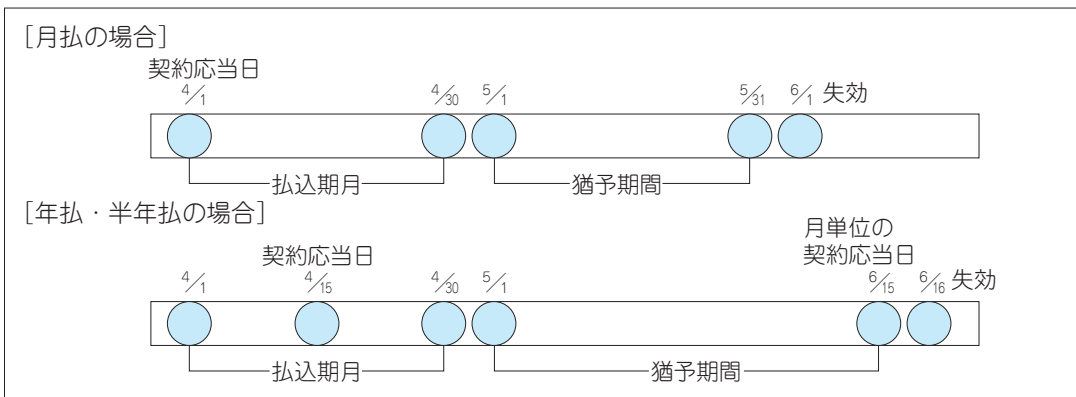 [月払の場合]
契約応当日
4/1 4/30 5/1 5/31 6/1 失効
払込期月 猶予期間
[年払・半年払の場合]
月単位の
契約応当日 契約応当日
4/1 4/15 4/30 5/1 6/15 6/16 失効
払込期月 猶予期間